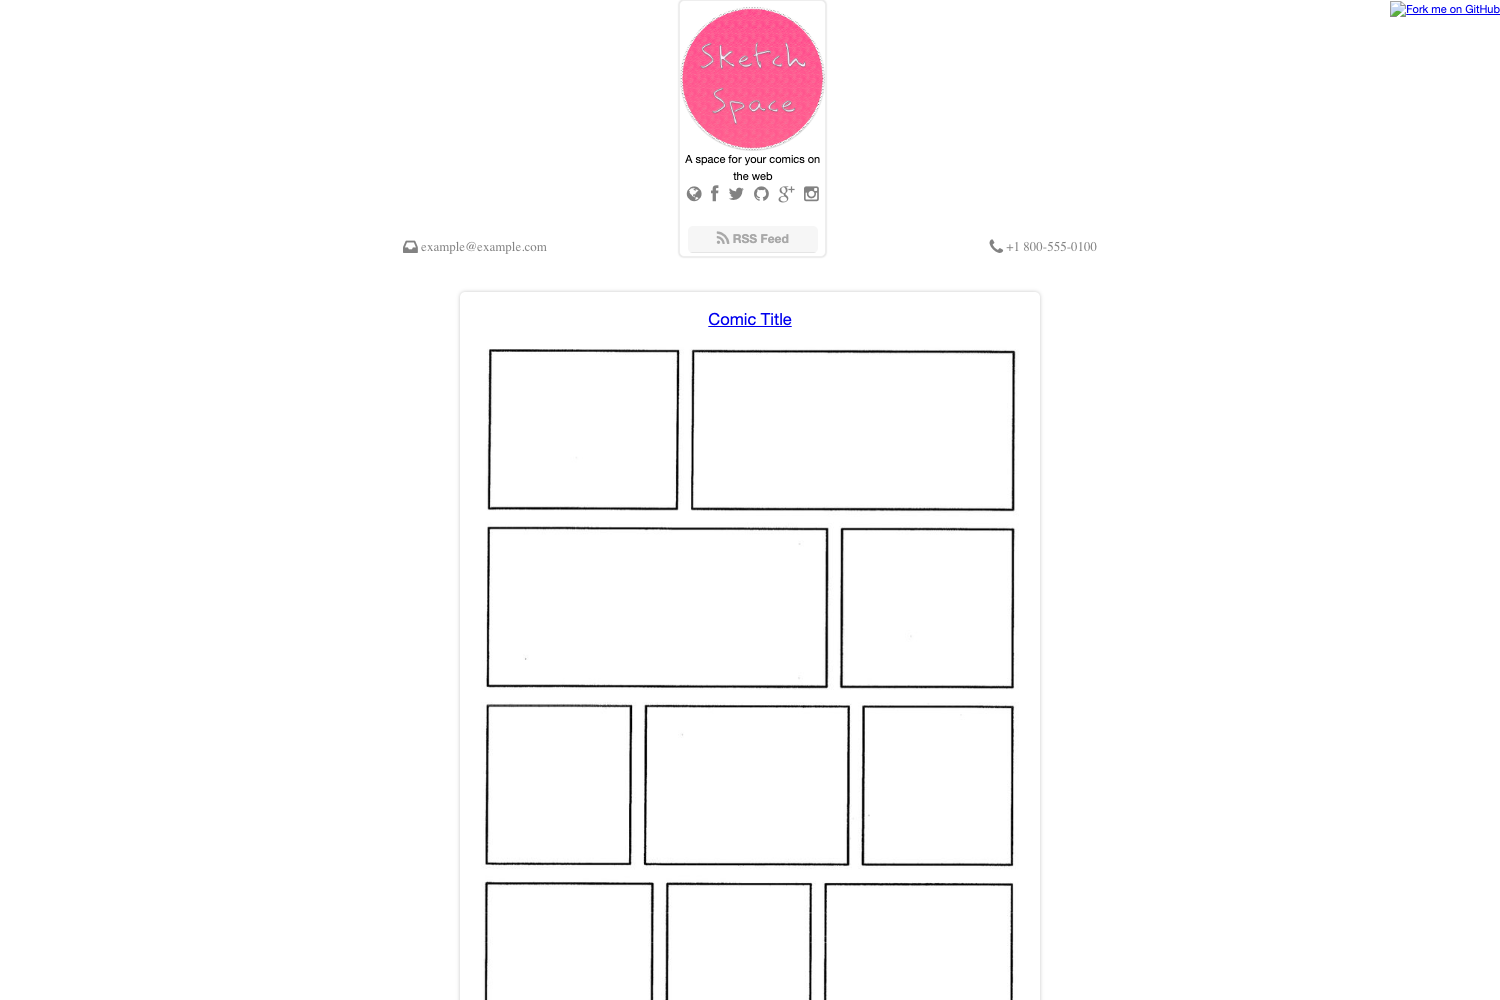 Fork me on GitHub
Sketch
Space
A space for your comics on
the web
RSS Feed
example@example.com
+1 800-555-0100
Comic Title